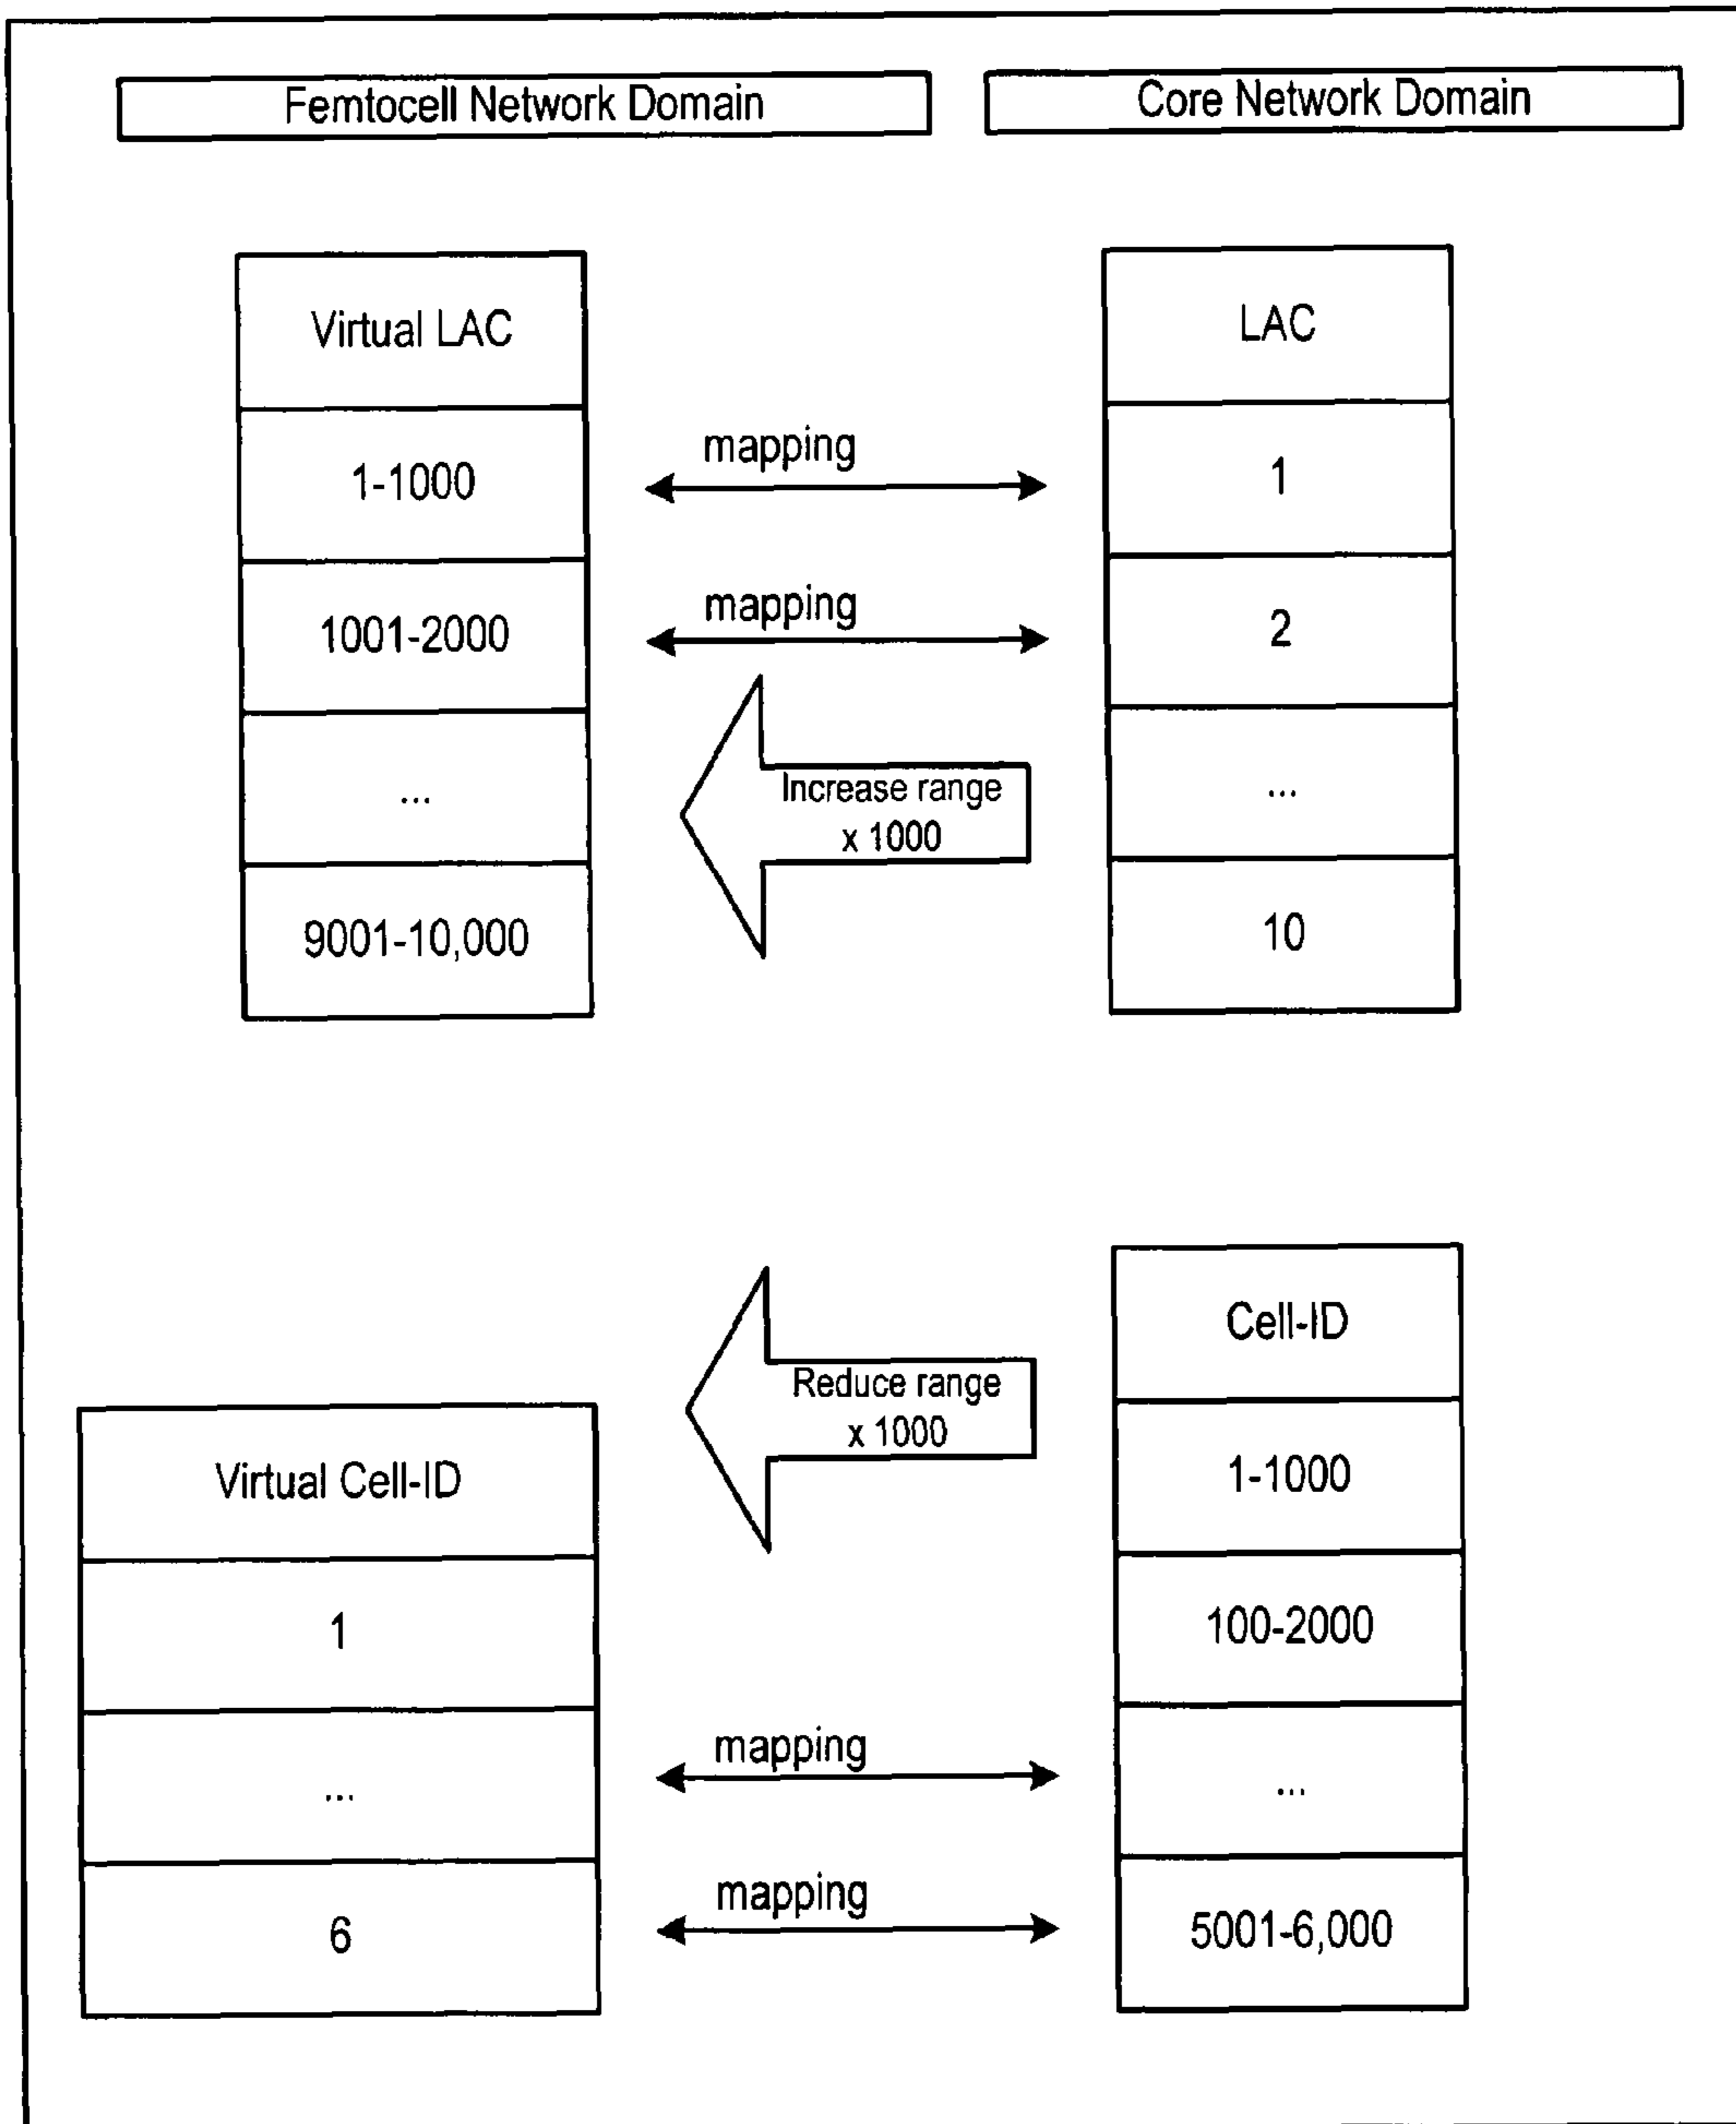 Femtocell Network Domain
Core Network Domain
Virtual LAC
LAC
1-1000
mapping
1
1001-2000
mapping
2
...
Increase range
x 1000
...
9001-10,000
10
Cell-ID
Reduce range
x 1000
Virtual Cell-ID
1-1000
1
100-2000
...
mapping
...
6
mapping
5001-6,000